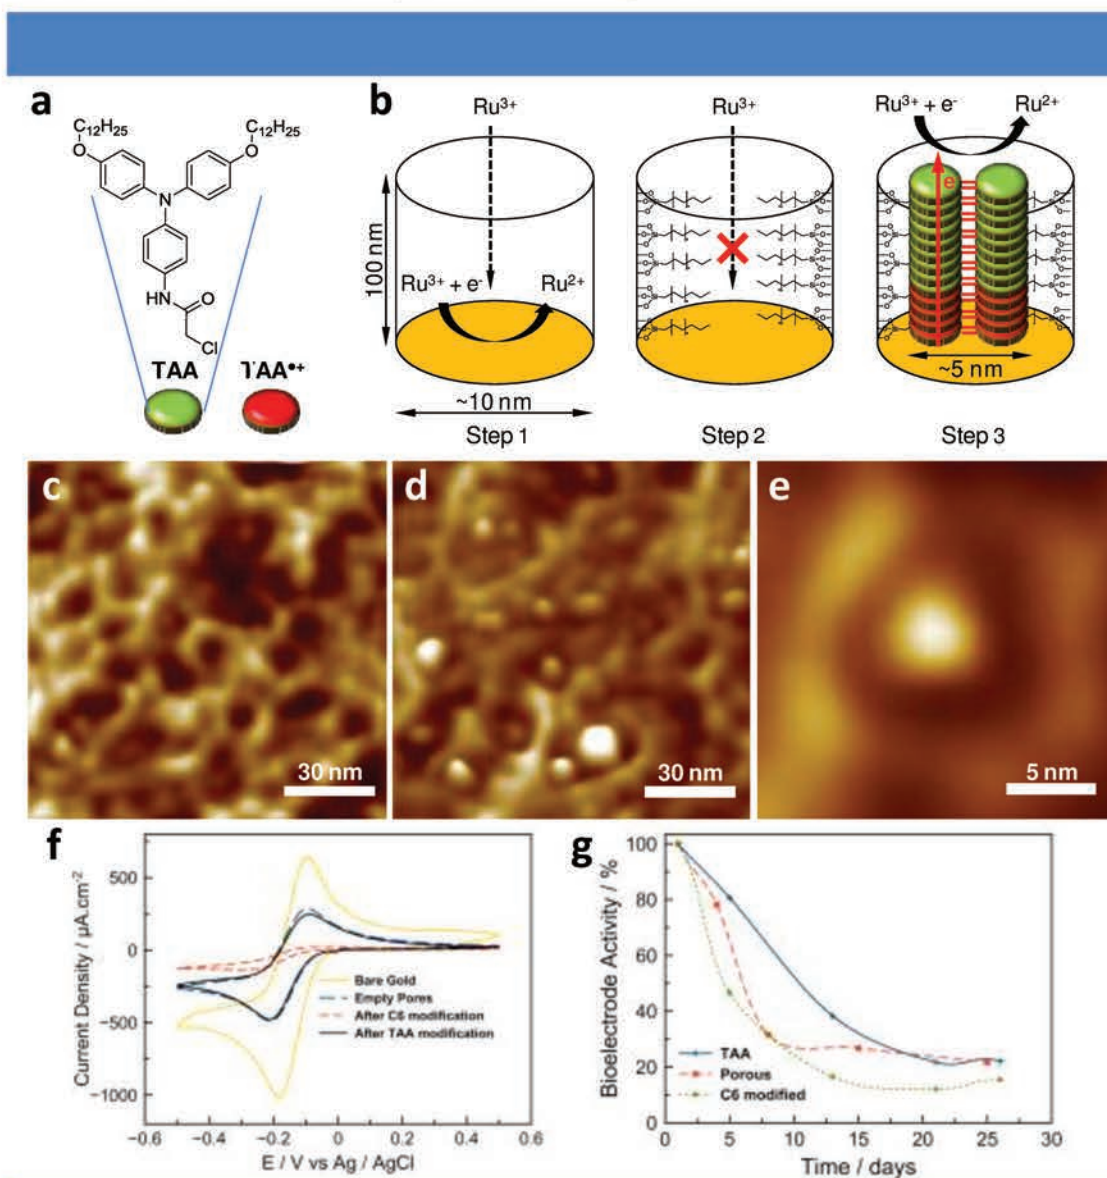 a
C₁₂H₂₅
C₁₂H₂₅
O
O
N
HN
O
Cl
TAA
TAA•+
b
Ru³⁺
Ru³⁺
Ru³⁺ + e⁻
Ru²⁺
100 nm
Ru³⁺ + e⁻
Ru²⁺
e⁻
~10 nm
~5 nm
Step 1
Step 2
Step 3
c
30 nm
d
30 nm
e
5 nm
f
Current Density / µA.cm⁻²
500
0
−500
−1000
Bare Gold
Empty Pores
After C6 modification
After TAA modification
−0.6
−0.4
−0.2
0
0.2
0.4
0.6
E / V vs Ag / AgCl
g
Bioelectrode Activity / %
100
80
60
40
20
0
TAA
Porous
C6 modified
0
5
10
15
20
25
30
Time / days